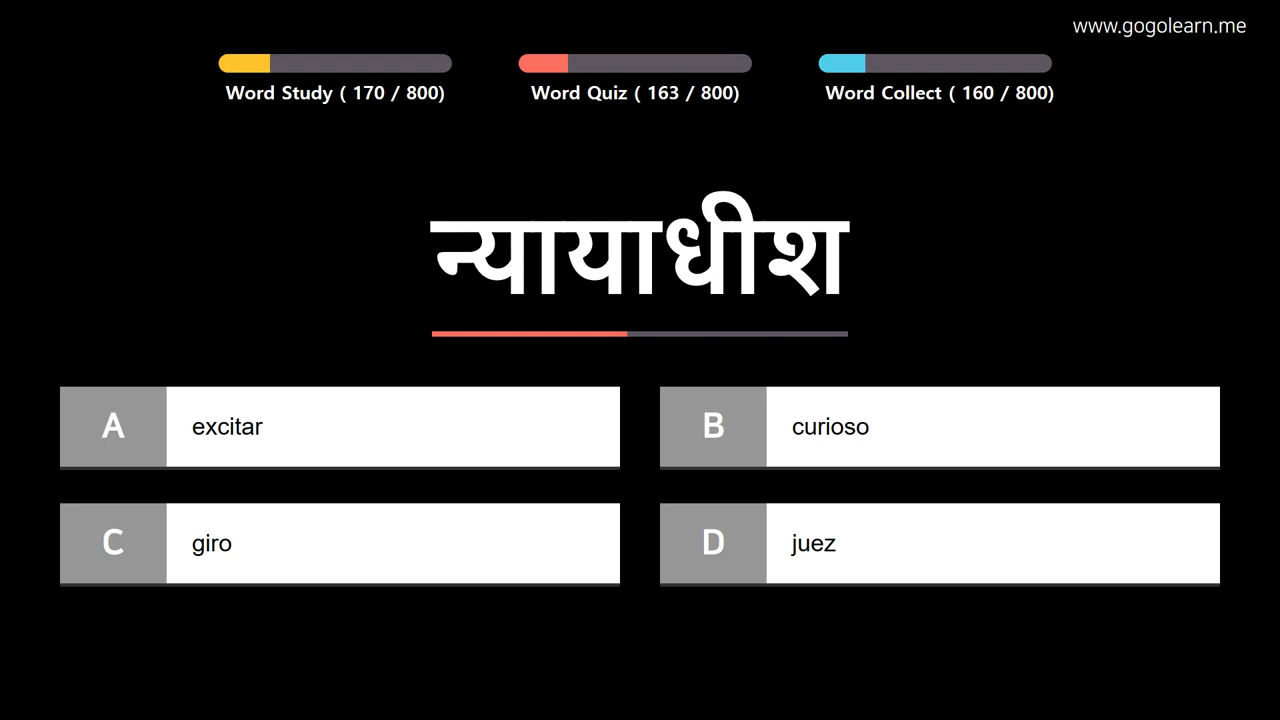 www.gogolearn.me
Word Study ( 170 / 800)
Word Quiz ( 163 / 800)
Word Collect ( 160 / 800)
न्यायाधीश
A excitar
B curioso
C giro
D juez